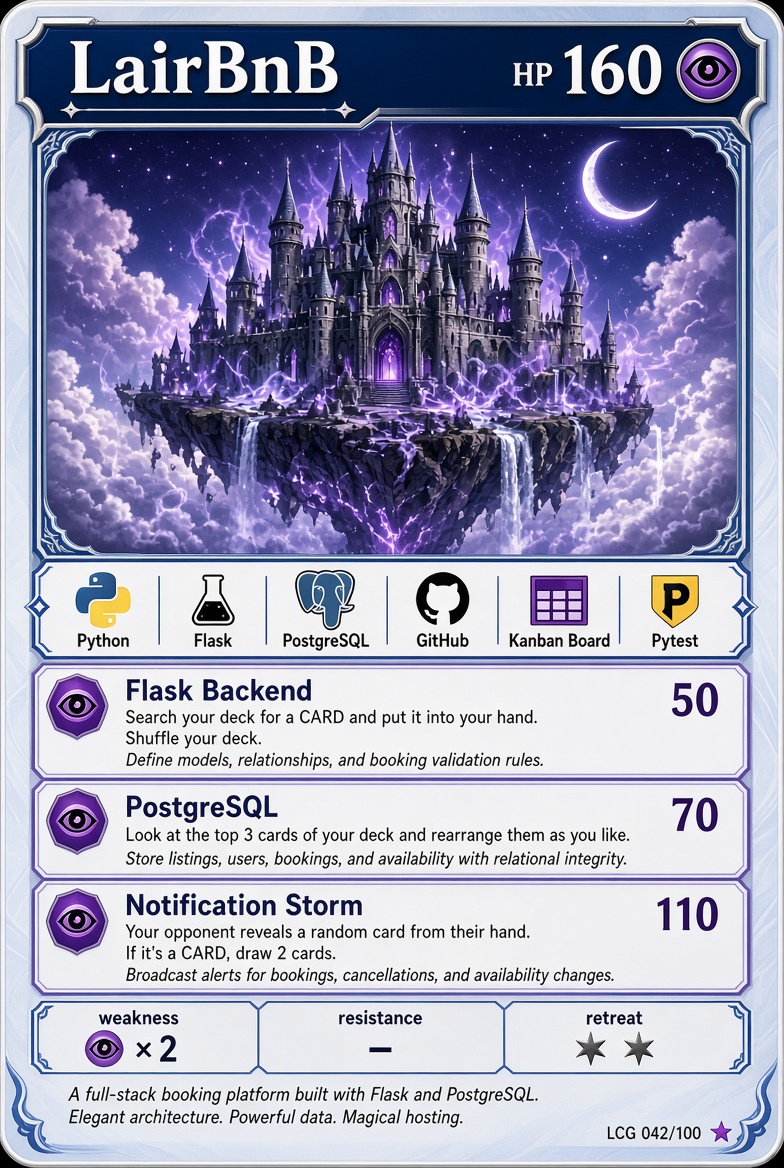 LairBnB
HP 160
Python
Flask
PostgreSQL
GitHub
Kanban Board
P
Pytest
Flask Backend
50
Search your deck for a CARD and put it into your hand.
Shuffle your deck.
Define models, relationships, and booking validation rules.
PostgreSQL
70
Look at the top 3 cards of your deck and rearrange them as you like.
Store listings, users, bookings, and availability with relational integrity.
Notification Storm
110
Your opponent reveals a random card from their hand.
If it's a CARD, draw 2 cards.
Broadcast alerts for bookings, cancellations, and availability changes.
weakness
×2
resistance
–
retreat
A full-stack booking platform built with Flask and PostgreSQL.
Elegant architecture. Powerful data. Magical hosting.
LCG 042/100